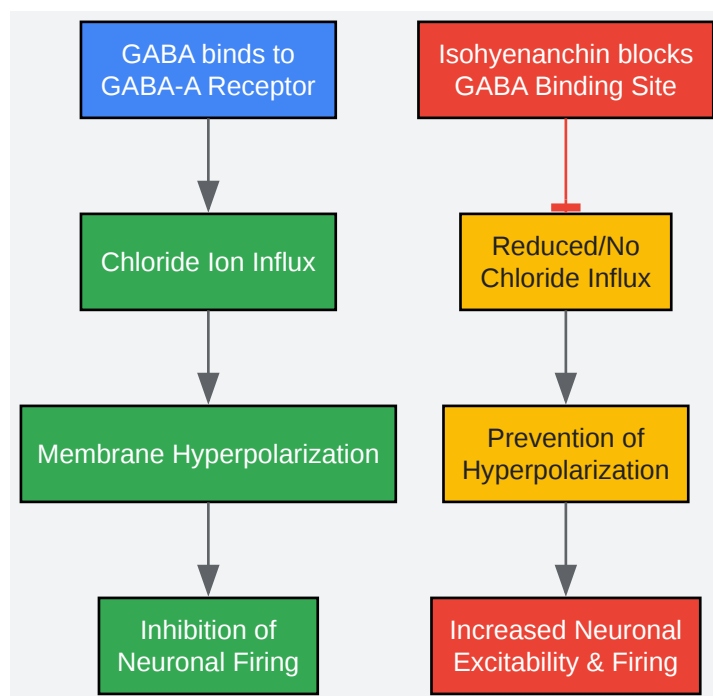 GABA binds to
GABA-A Receptor
Chloride Ion Influx
Membrane Hyperpolarization
Inhibition of
Neuronal Firing
Isohyenanchin blocks
GABA Binding Site
Reduced/No
Chloride Influx
Prevention of
Hyperpolarization
Increased Neuronal
Excitability & Firing